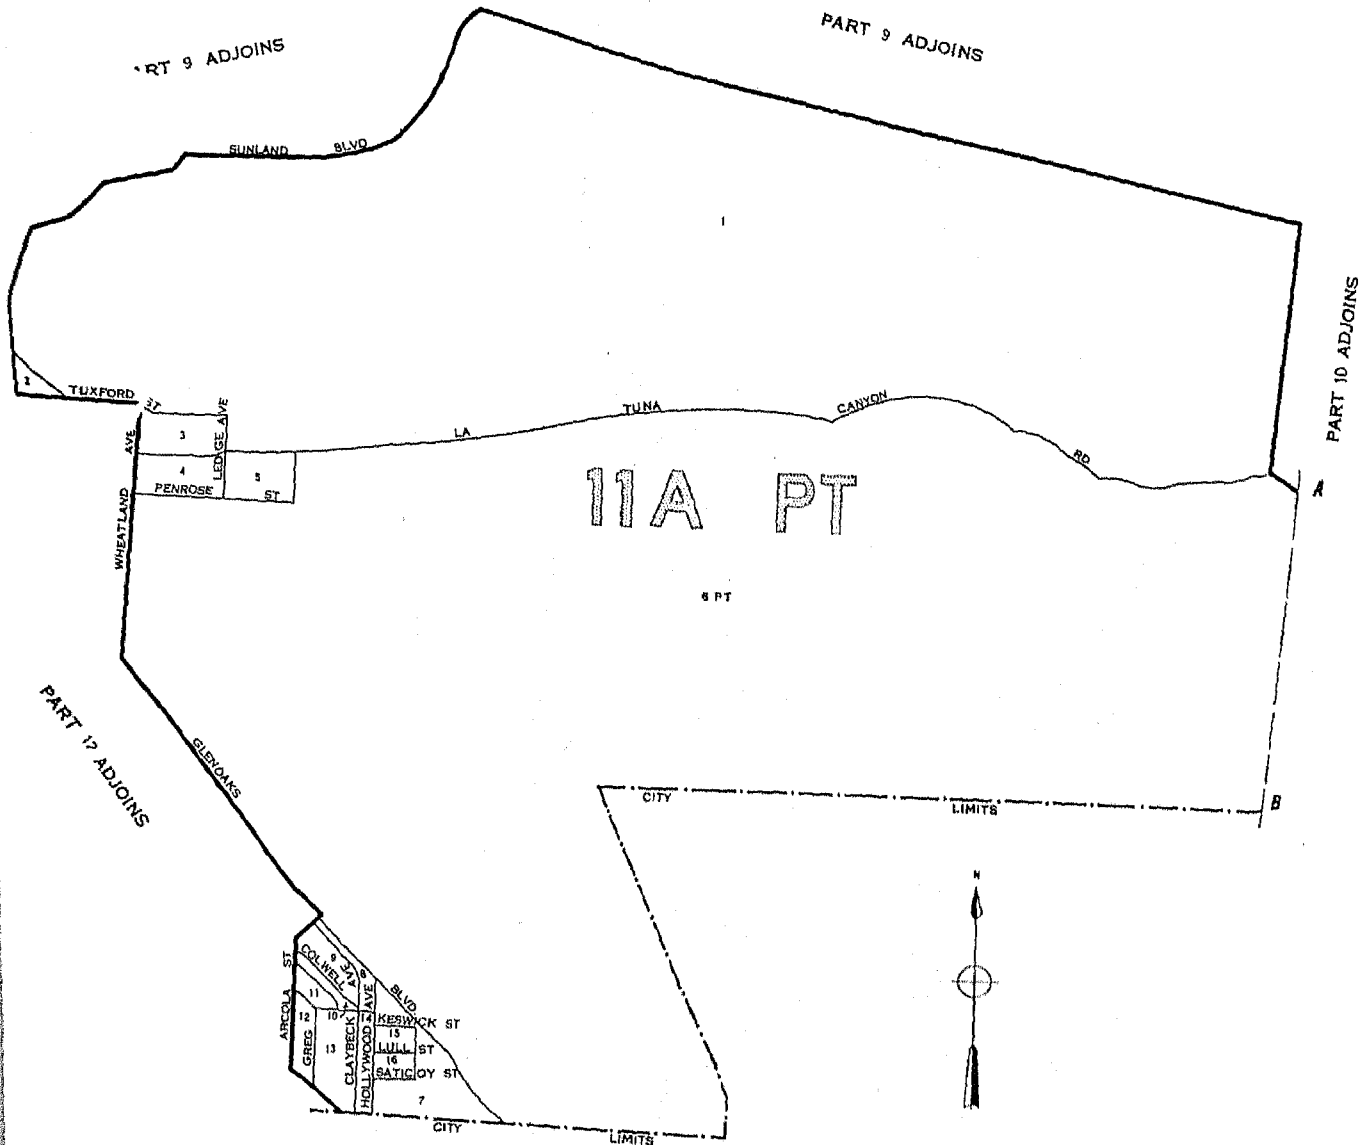 PART 9 ADJOINS
ART 9 ADJOINS
SUNLAND BLVD
1
PART 10 ADJOINS
2
TUXFORD ST
LEDGE AVE
3
LA TUNA CANYON RD
WHEATLAND AVE
4
5
PENROSE ST
11A PT
A
6 PT
PART 12 ADJOINS
GLENOAKS BLVD
CITY LIMITS
B
N
ARCOLA ST
COLWELL AVE
9
8
11
12
10
14
KESWICK ST
GREG
13
CLAYBECK
HOLLYWOOD AVE
15
LULL ST
16
SATICOY ST
7
CITY LIMITS